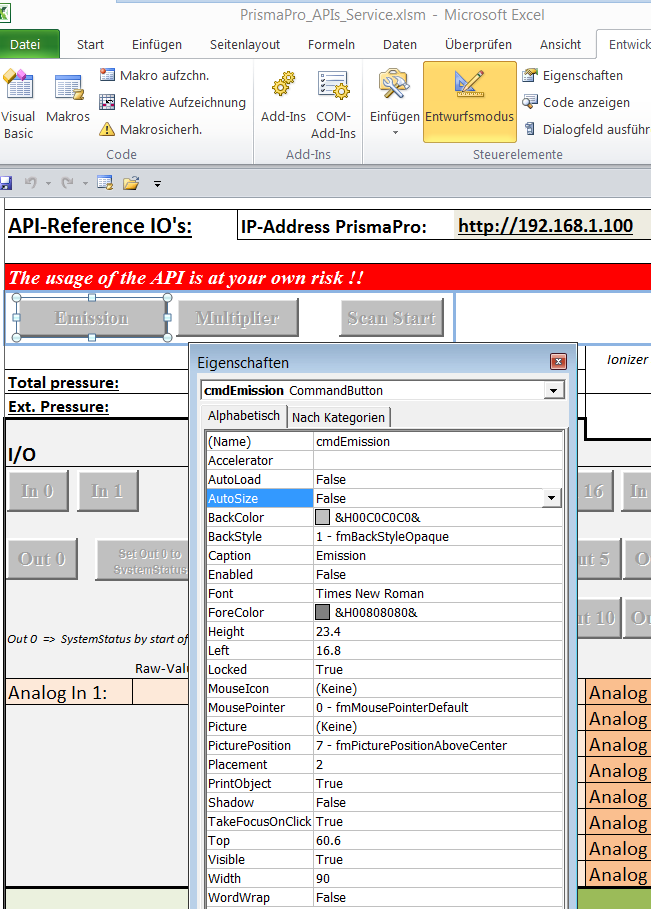 PrismaPro_APIs_Service.xlsm - Microsoft Excel
Datei Start Einfügen Seitenlayout Formeln Daten Überprüfen Ansicht Entwick
Visual Basic
Makros
Makro aufzchn.
Relative Aufzeichnung
Makrosicherh.
Code
Add-Ins
COM-Add-Ins
Add-Ins
Einfügen
Entwurfsmodus
Eigenschaften
Code anzeigen
Dialogfeld ausführ
Steuerelemente
API-Reference IO's: IP-Address PrismaPro: http://192.168.1.100
The usage of the API is at your own risk !!
Emission Multiplier Scan Start
Ionizer
Total pressure:
Ext. Pressure:
I/O
In 0 In 1 16 In
Out 0 Set Out 0 to SystemStatus ut 5 O
ut 10 Ou
Out 0 => SystemStatus by start of
Raw-Valu
Analog In 1:
Analog
Analog
Analog
Analog
Analog
Analog
Analog
Analog
Eigenschaften
cmdEmission CommandButton
Alphabetisch Nach Kategorien
(Name) cmdEmission
Accelerator
AutoLoad False
AutoSize False
BackColor &H00C0C0C0&
BackStyle 1 - fmBackStyleOpaque
Caption Emission
Enabled False
Font Times New Roman
ForeColor &H00808080&
Height 23.4
Left 16.8
Locked True
MouseIcon (Keine)
MousePointer 0 - fmMousePointerDefault
Picture (Keine)
PicturePosition 7 - fmPicturePositionAboveCenter
Placement 2
PrintObject True
Shadow False
TakeFocusOnClick True
Top 60.6
Visible True
Width 90
WordWrap False